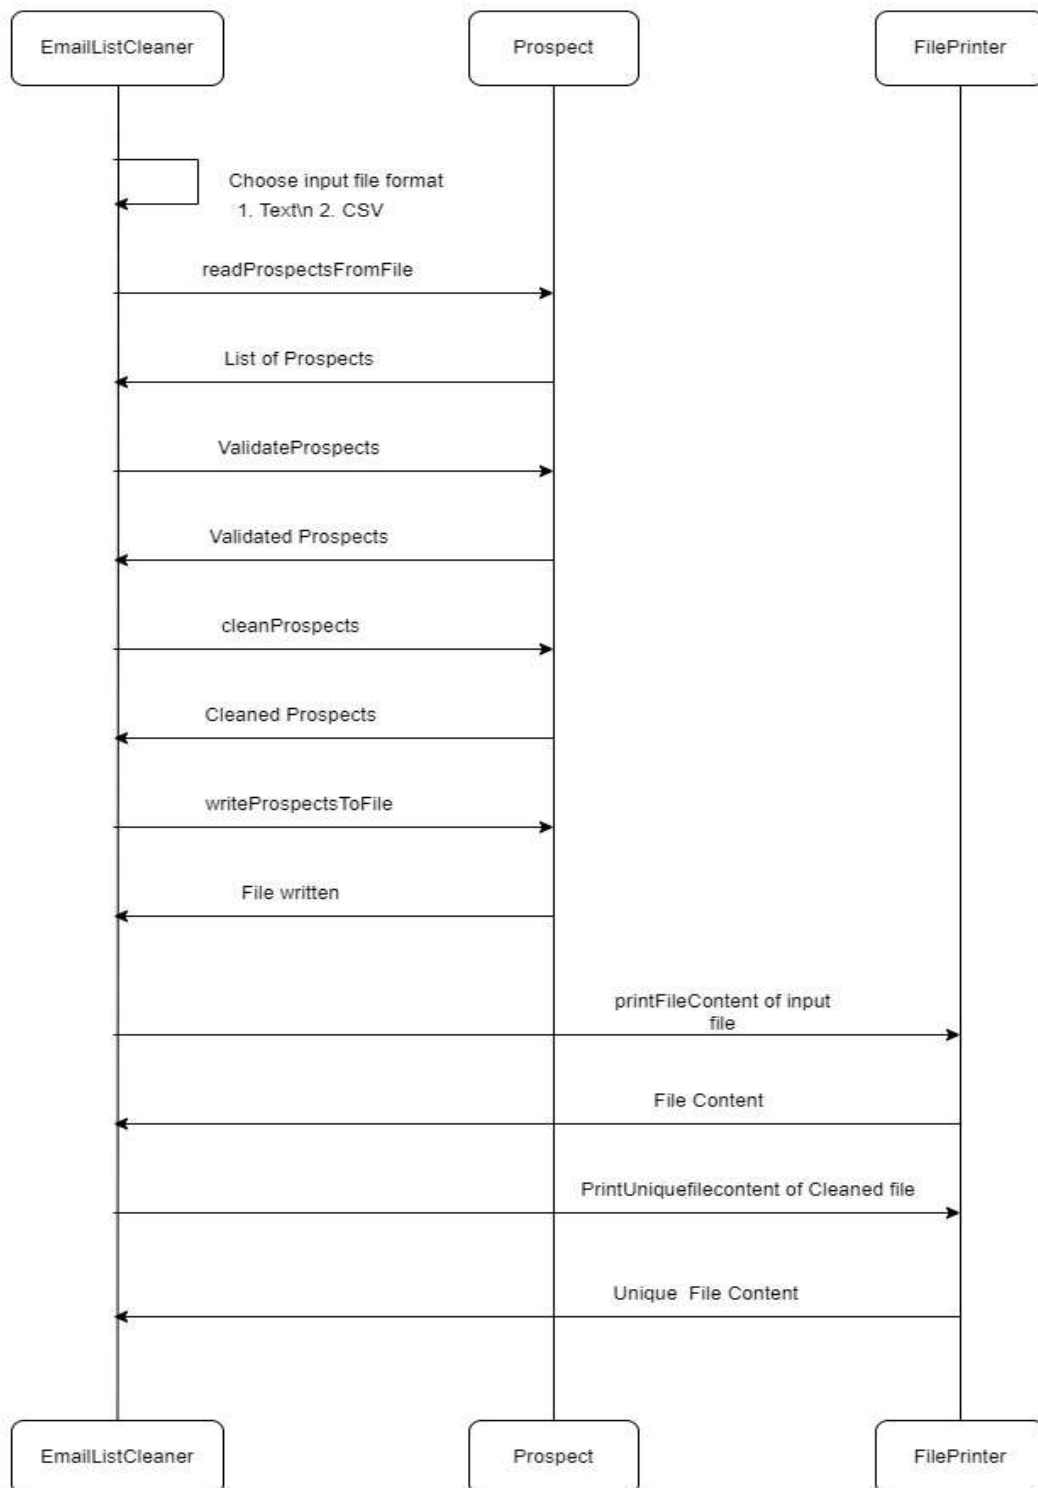 EmailListCleaner
Prospect
FilePrinter
Choose input file format
1. Text\n 2. CSV
readProspectsFromFile
List of Prospects
ValidateProspects
Validated Prospects
cleanProspects
Cleaned Prospects
writeProspectsToFile
File written
printFileContent of input
file
File Content
PrintUniquefilecontent of Cleaned file
Unique  File Content
EmailListCleaner
Prospect
FilePrinter